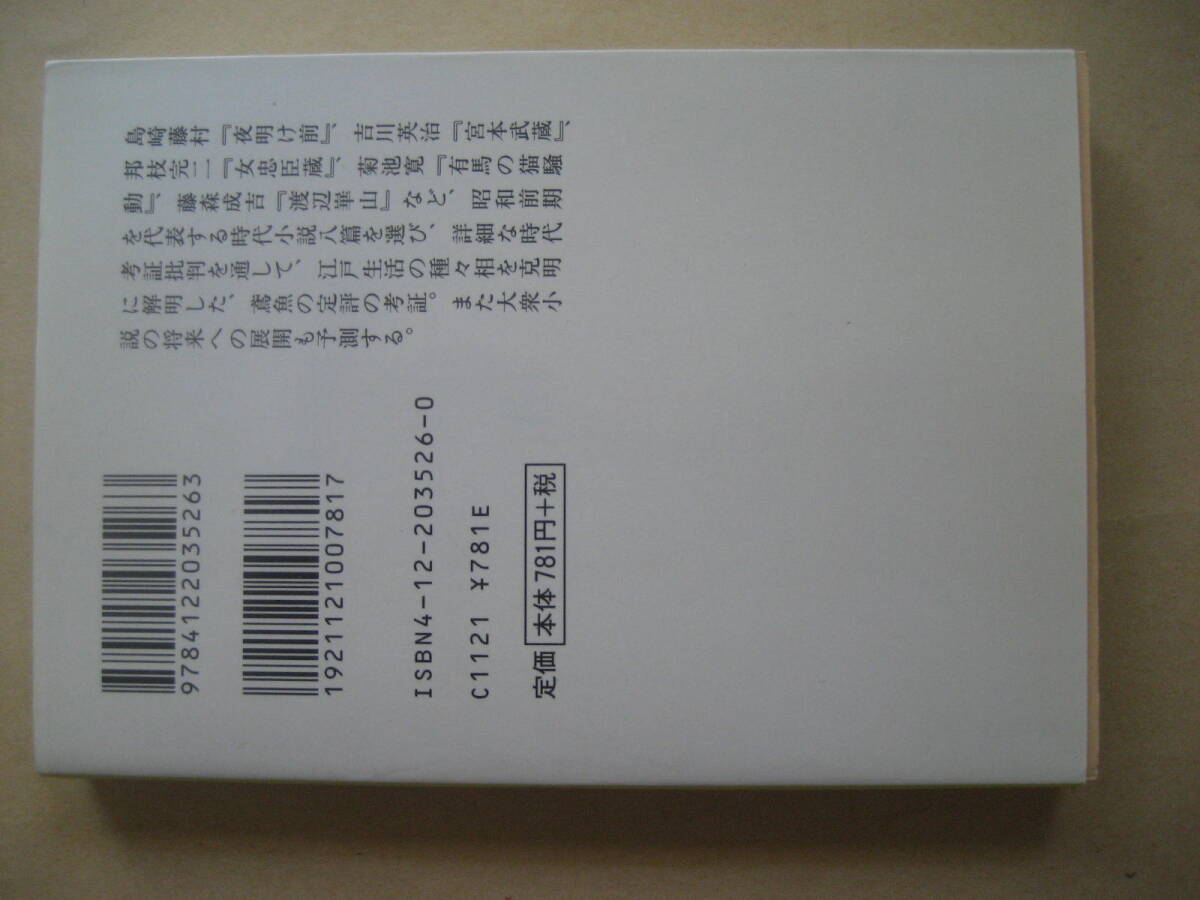 島崎藤村『夜明け前』、吉川英治『宮本武蔵』、
邦枝完二『女忠臣蔵』、菊池寛『有馬の猫騒
動』、藤森成吉『渡辺崋山』など、昭和前期
を代表する時代小説八篇を選び、詳細な時代
考証批判を通して、江戸生活の種々相を克明
に解明した、鳶魚の定評の考証。また大衆小
説の将来への展開も予測する。
9784122035263
1921121007817
ISBN4-12-203526-0
C1121 ¥781E
定価 本体 781円+税